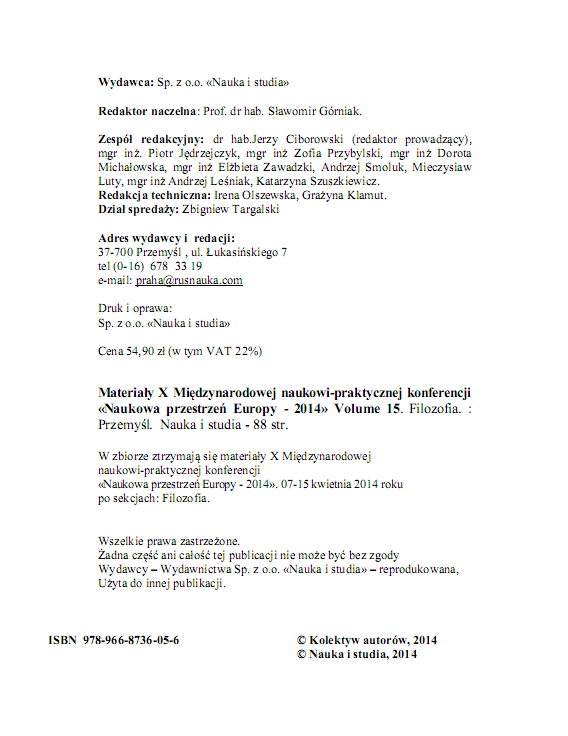 Wydawca: Sp. z o.o. «Nauka i studia»
Redaktor naczelna: Prof. dr hab. Sławomir Górniak.
Zespół redakcyjny: dr hab.Jerzy Ciborowski (redaktor prowadzący),
mgr inż. Piotr Jędrzejczyk, mgr inż Zofia Przybylski, mgr inż Dorota
Michałowska, mgr inż Elżbieta Zawadzki, Andrzej Smoluk, Mieczysiaw
Luty, mgr inż Andrzej Leśniak, Katarzyna Szuszkiewicz.
Redakcja techniczna: Irena Olszewska, Grażyna Klamut.
Dział spredaży: Zbigniew Targalski
Adres wydawcy i redacji:
37-700 Przemyśl , ul. Łukasińskiego 7
tel (0-16) 678 33 19
e-mail: praha@rusnauka.com
Druk i oprawa:
Sp. z o.o. «Nauka i studia»
Cena 54,90 zł (w tym VAT 22%)
Materiały X Międzynarodowej naukowi-praktycznej konferencji
«Naukowa przestrzeń Europy - 2014» Volume 15. Filozofia. :
Przemyśl. Nauka i studia - 88 str.
W zbiorze ztrzymają się materiały X Międzynarodowej
naukowi-praktycznej konferencji
«Naukowa przestrzeń Europy - 2014». 07-15 kwietnia 2014 roku
po sekcjach: Filozofia.
Wszelkie prawa zastrzeżone.
Żadna część ani całość tej publicacji nie może być bez zgody
Wydawcy – Wydawnictwa Sp. z o.o. «Nauka i studia» – reprodukowana,
Użyta do innej publikacji.
ISBN 978-966-8736-05-6
© Kolektyw autorów, 2014
© Nauka i studia, 2014